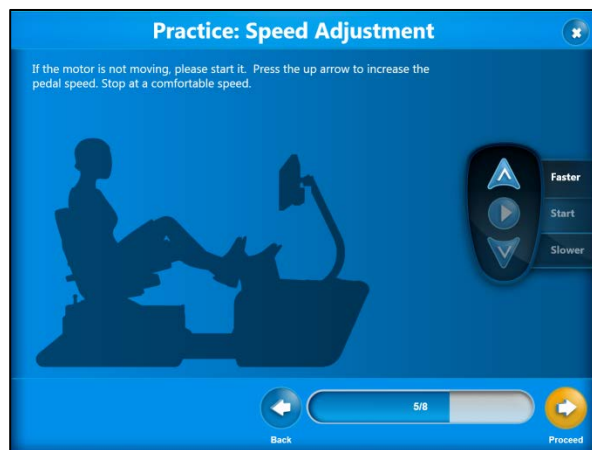 Practice: Speed Adjustment
If the motor is not moving, please start it. Press the up arrow to increase the
pedal speed. Stop at a comfortable speed.
Faster
Start
Slower
5/8
Back
Proceed